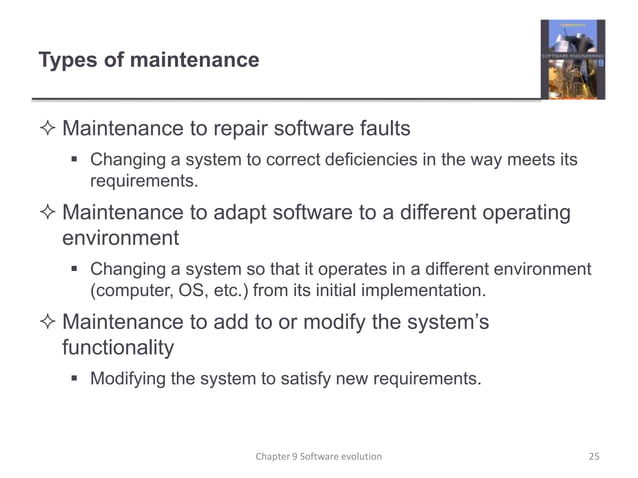 Types of maintenance
SOFTWARE ENGINEERING
9
✧ Maintenance to repair software faults
▪ Changing a system to correct deficiencies in the way meets its
requirements.
✧ Maintenance to adapt software to a different operating
environment
▪ Changing a system so that it operates in a different environment
(computer, OS, etc.) from its initial implementation.
✧ Maintenance to add to or modify the system’s
functionality
▪ Modifying the system to satisfy new requirements.
Chapter 9 Software evolution
25